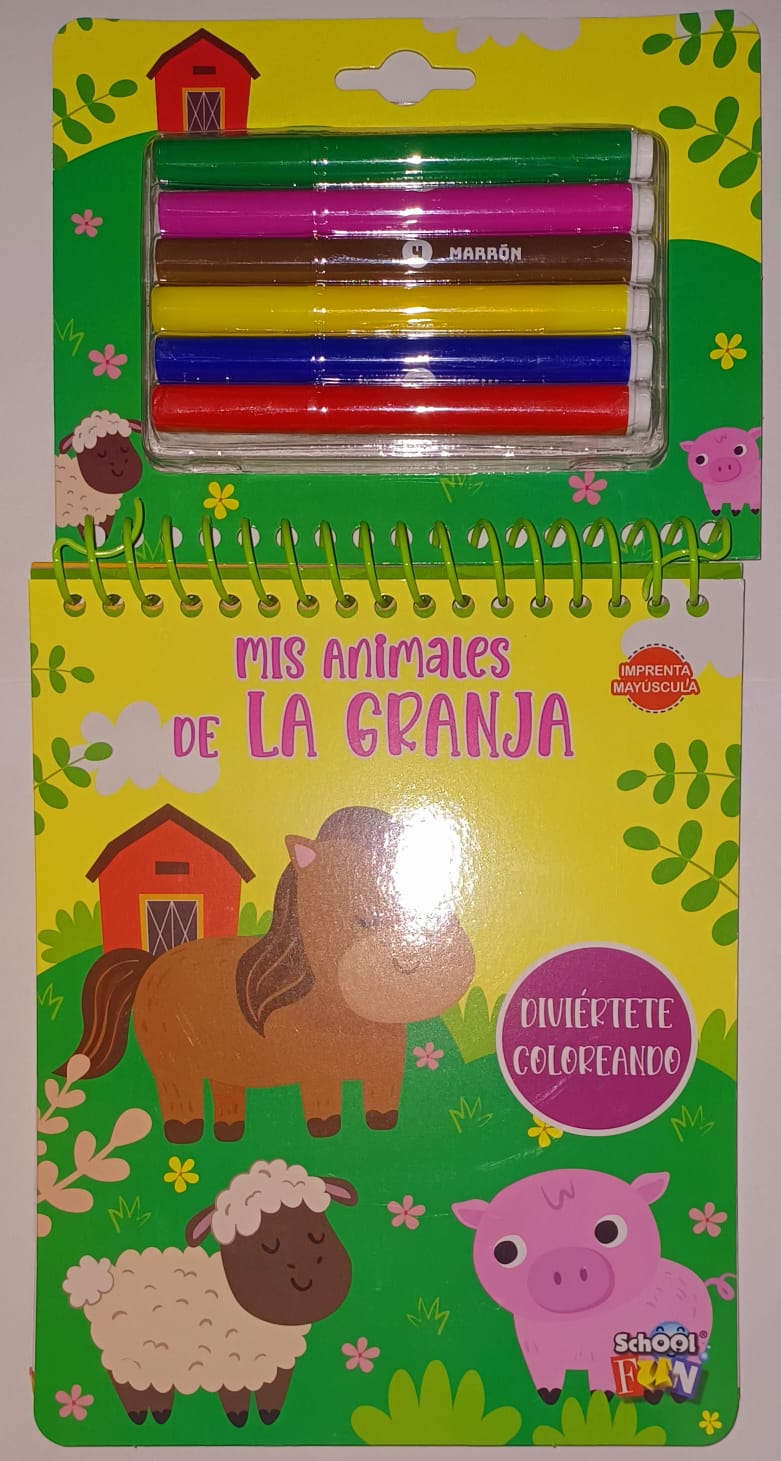 4 MARRÓN
MIS ANIMALES
DE LA GRANJA
IMPRENTA
MAYÚSCULA
DIVIÉRTETE
COLOREANDO
SCHOOL®
FUN